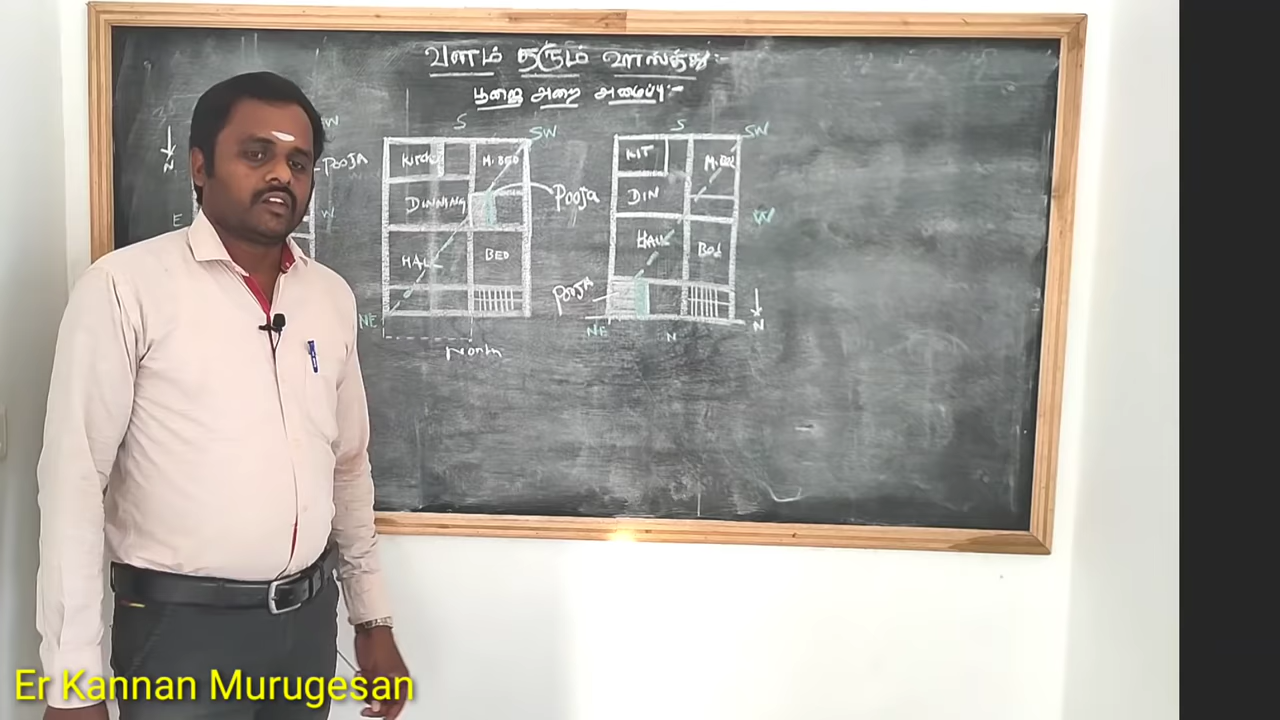 வளம் தரும் வாஸ்த்து:-
பூஜை அறை அமைப்பு:-
SW
N
POOJA
E
W
S
SW
M.BED
Pooja
DINNING
HALL
BED
NE
North
S
SW
KIT
M.BED
DIN
W
HALL
BED
POOJA
NE
N
N
Er Kannan Murugesan